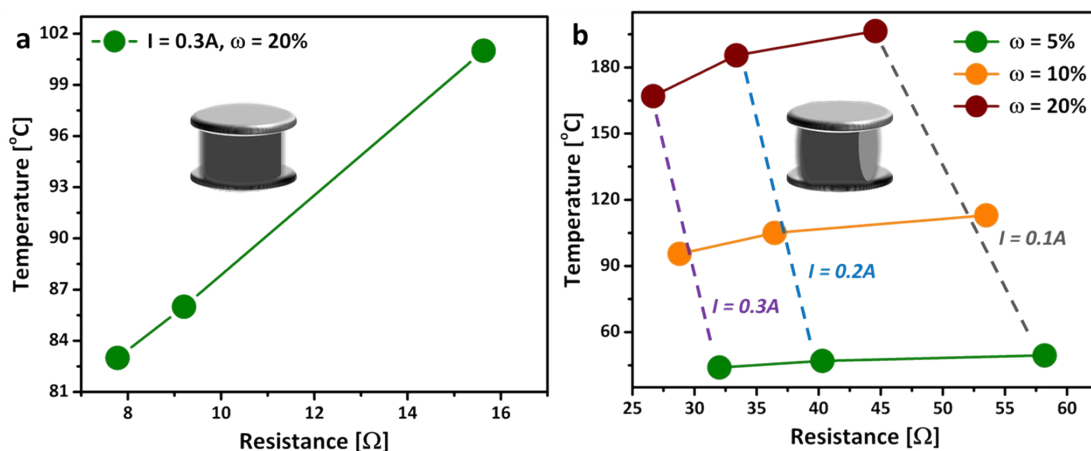 a
I = 0.3A, ω = 20%
Temperature [°C]
102
99
96
93
90
87
84
81
8 10 12 14 16
Resistance [Ω]
b
ω = 5%
ω = 10%
ω = 20%
Temperature [°C]
180
150
120
90
60
I = 0.3A
I = 0.2A
I = 0.1A
25 30 35 40 45 50 55 60
Resistance [Ω]